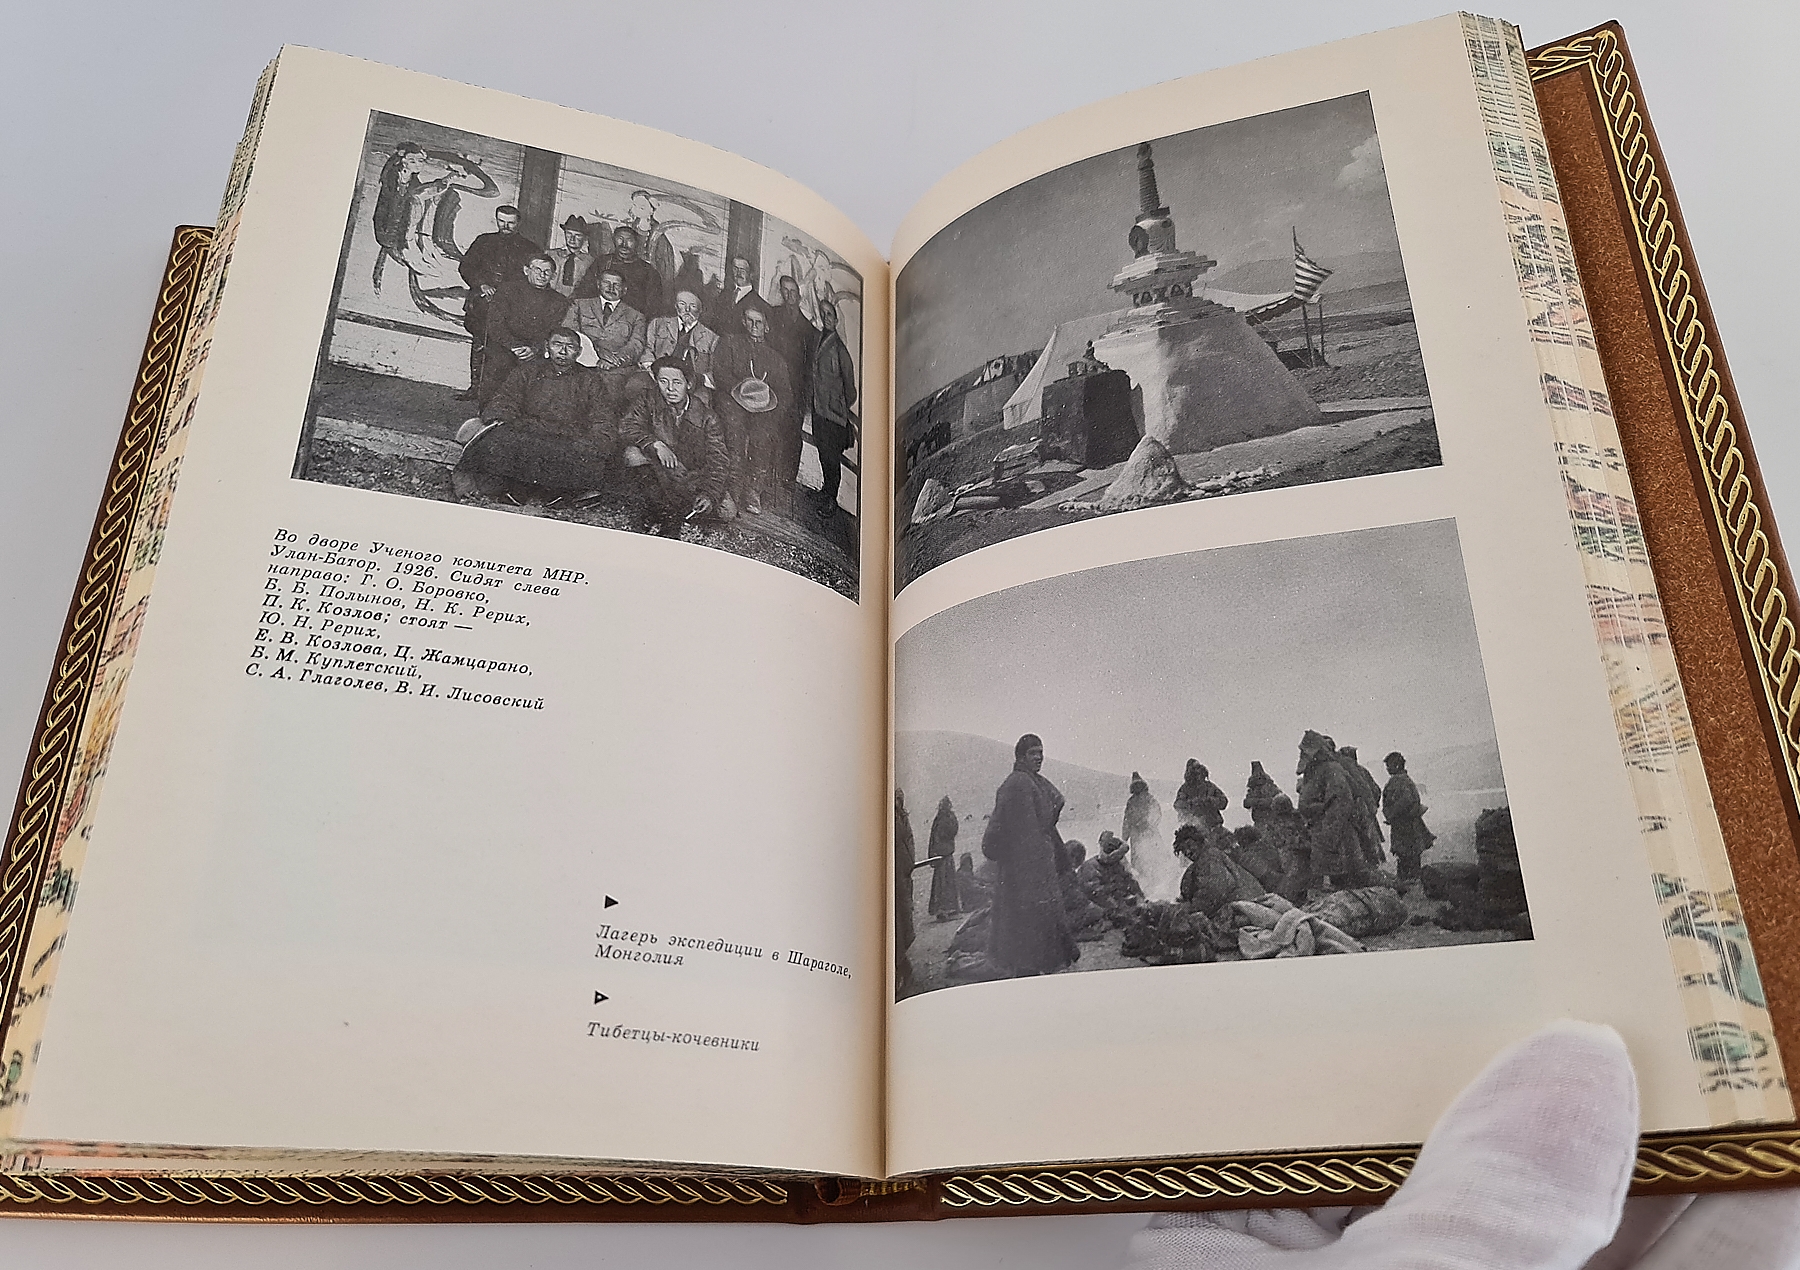 Во дворе Ученого комитета МНР.
Улан-Батор. 1926. Сидят слева
направо: Г. О. Боровко,
Б. Б. Полынов, Н. К. Рерих,
П. К. Козлов; стоят —
Ю. Н. Рерих,
Е. В. Козлова, Ц. Жамцарано,
Б. М. Куплетский,
С. А. Глаголев, В. И. Лисовский
Лагерь экспедиции в Шараголе,
Монголия
Тибетцы-кочевники